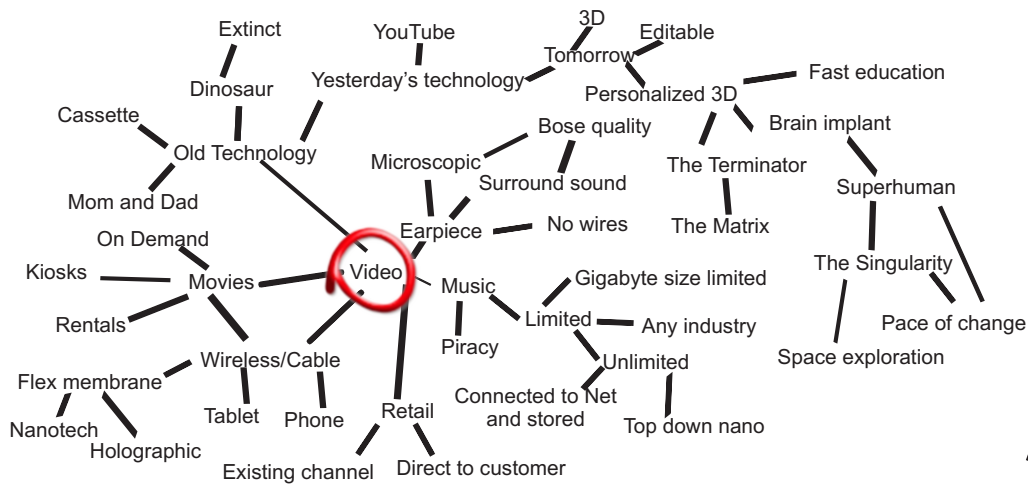 3D
Extinct
YouTube
Editable
Tomorrow
Yesterday's technology
Fast education
Dinosaur
Personalized 3D
Cassette
Bose quality
Brain implant
Old Technology
Microscopic
The Terminator
Surround sound
Superhuman
Mom and Dad
No wires
The Matrix
Earpiece
On Demand
The Singularity
Kiosks
Video
Gigabyte size limited
Movies
Music
Rentals
Limited
Any industry
Pace of change
Piracy
Space exploration
Wireless/Cable
Unlimited
Flex membrane
Connected to Net
and stored
Tablet
Phone
Retail
Top down nano
Nanotech
Holographic
Existing channel
Direct to customer